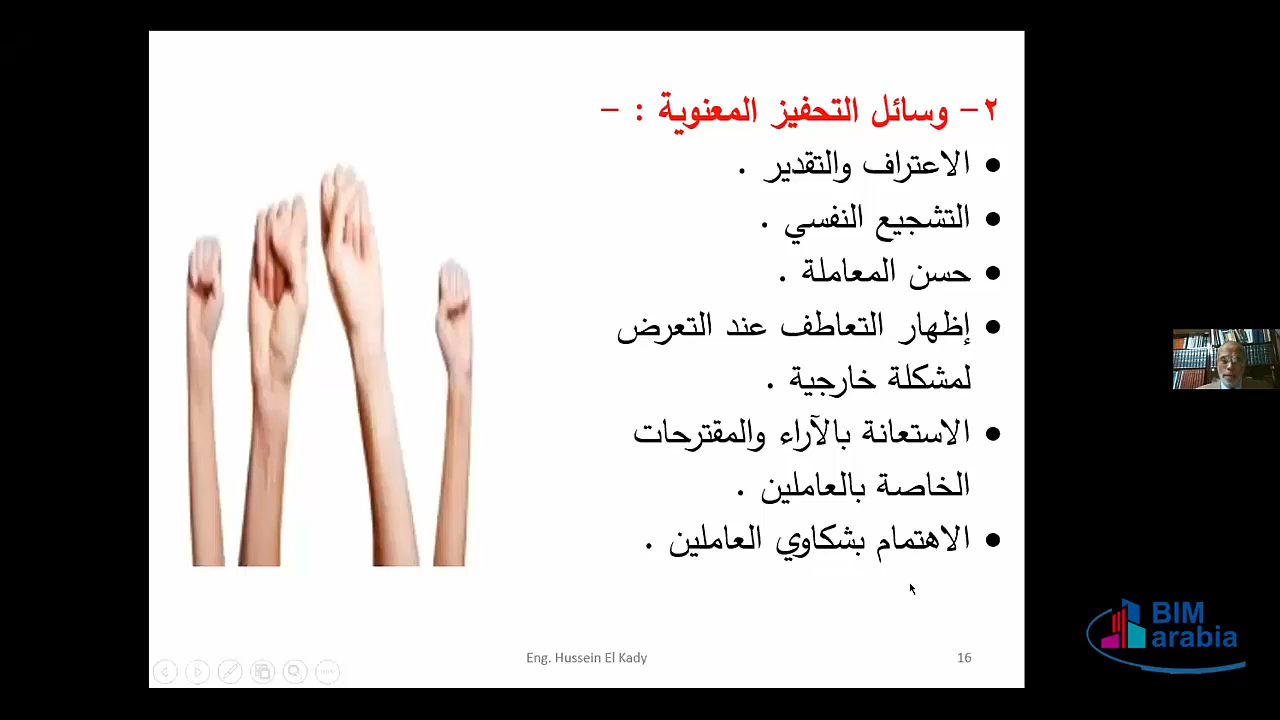 ٢- وسائل التحفيز المعنوية : -
● الاعتراف والتقدير .
● التشجيع النفسي .
● حسن المعاملة .
● إظهار التعاطف عند التعرض
لمشكلة خارجية .
● الاستعانة بالآراء والمقترحات
الخاصة بالعاملين .
● الاهتمام بشكاوي العاملين .
Eng. Hussein El Kady
16
BIM
arabia